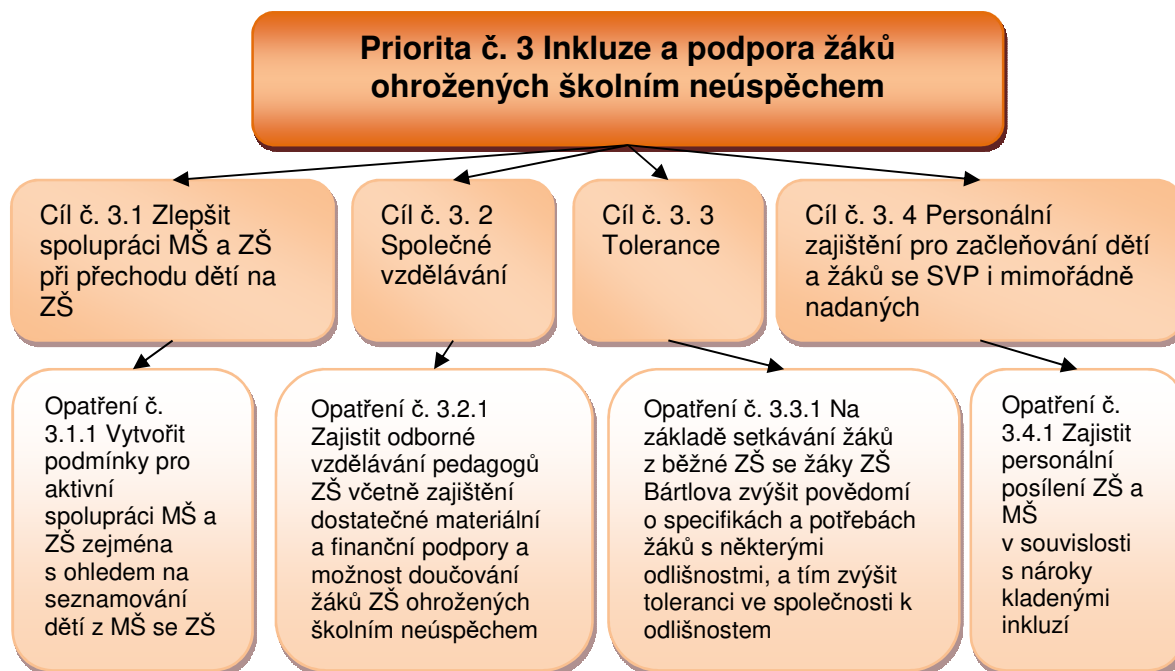 Priorita č. 3 Inkluze a podpora žáků
ohrožených školním neúspěchem
Cíl č. 3.1 Zlepšit
spolupráci MŠ a ZŠ
při přechodu dětí na
ZŠ
Cíl č. 3. 2
Společné
vzdělávání
Cíl č. 3. 3
Tolerance
Cíl č. 3. 4 Personální
zajištění pro začleňování dětí
a žáků se SVP i mimořádně
nadaných
Opatření č.
3.1.1 Vytvořit
podmínky pro
aktivní
spolupráci MŠ a
ZŠ zejména
s ohledem na
seznamování
dětí z MŠ se ZŠ
Opatření č. 3.2.1
Zajistit odborné
vzdělávání pedagogů
ZŠ včetně zajištění
dostatečné materiální
a finanční podpory a
možnost doučování
žáků ZŠ ohrožených
školním neúspěchem
Opatření č. 3.3.1 Na
základě setkávání žáků
z běžné ZŠ se žáky ZŠ
Bártlova zvýšit povědomí
o specifikách a potřebách
žáků s některými
odlišnostmi, a tím zvýšit
toleranci ve společnosti k
odlišnostem
Opatření č.
3.4.1 Zajistit
personální
posílení ZŠ a
MŠ
v souvislosti
s nároky
kladenými
inkluzí